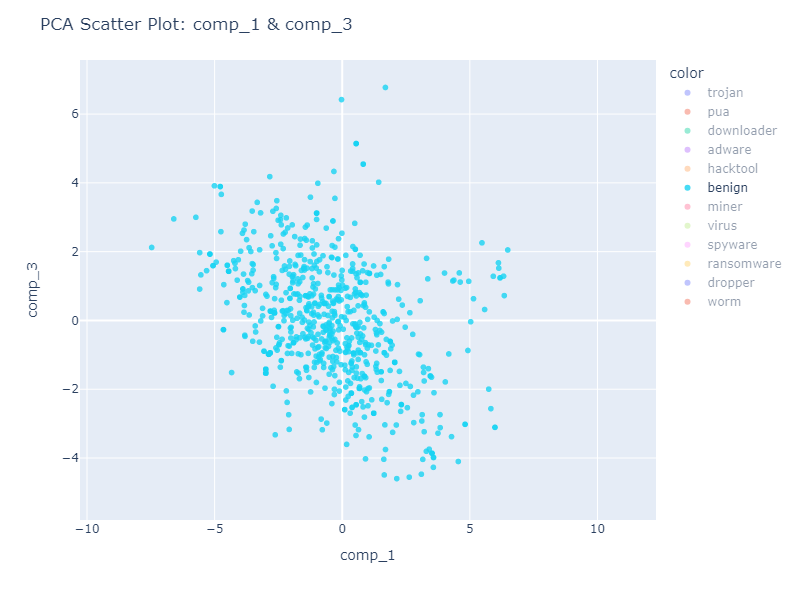 PCA Scatter Plot: comp_1 & comp_3
color
trojan
pua
downloader
adware
hacktool
benign
miner
virus
spyware
ransomware
dropper
worm
comp_3
6
4
2
0
−2
−4
−10
−5
0
5
10
comp_1